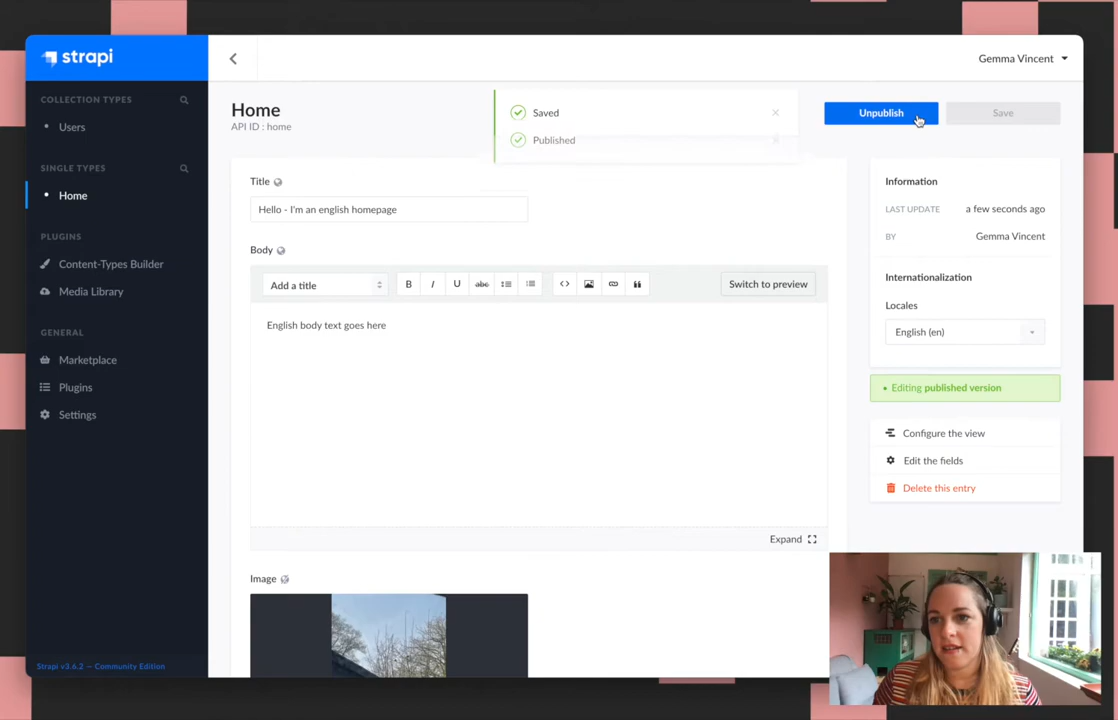 strapi
Gemma Vincent
COLLECTION TYPES
Users
SINGLE TYPES
Home
PLUGINS
Content-Types Builder
Media Library
GENERAL
Marketplace
Plugins
Settings
Strapi v3.6.2 — Community Edition
Home
API ID : home
Saved
Published
Unpublish
Save
Title
Hello - I'm an english homepage
Body
Add a title
B I U abc
Switch to preview
English body text goes here
Expand
Image
Information
LAST UPDATE a few seconds ago
BY Gemma Vincent
Internationalization
Locales
English (en)
Editing published version
Configure the view
Edit the fields
Delete this entry